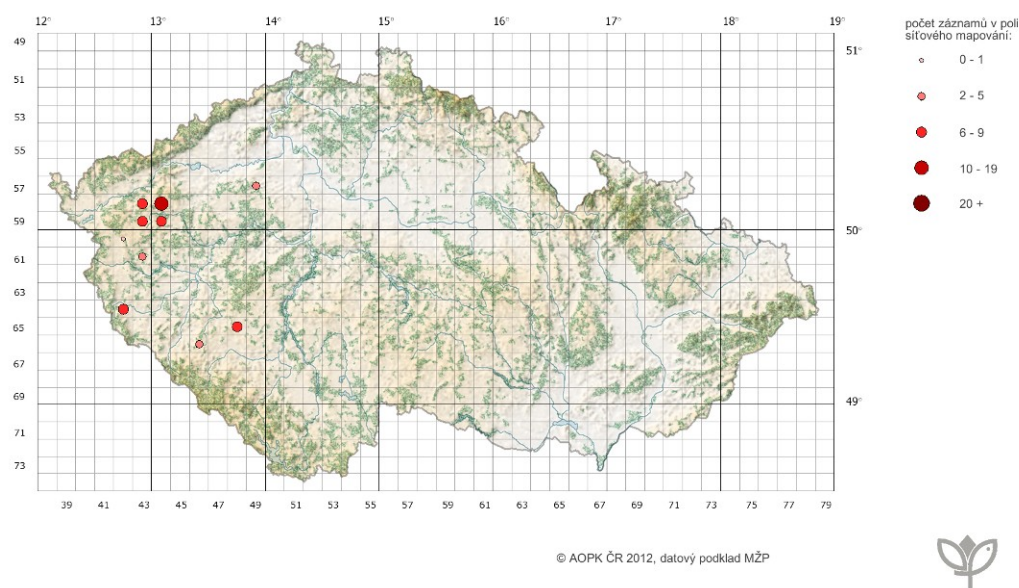 12° 13° 14° 15° 16° 17° 18° 19°
počet záznamů v poli
síťového mapování:
49
51°
0 - 1
51
2 - 5
53
6 - 9
55
10 - 19
57
20 +
59
50°
61
63
65
67
69
49°
71
73
39 41 43 45 47 49 51 53 55 57 59 61 63 65 67 69 71 73 75 77 79
© AOPK ČR 2012, datový podklad MŽP